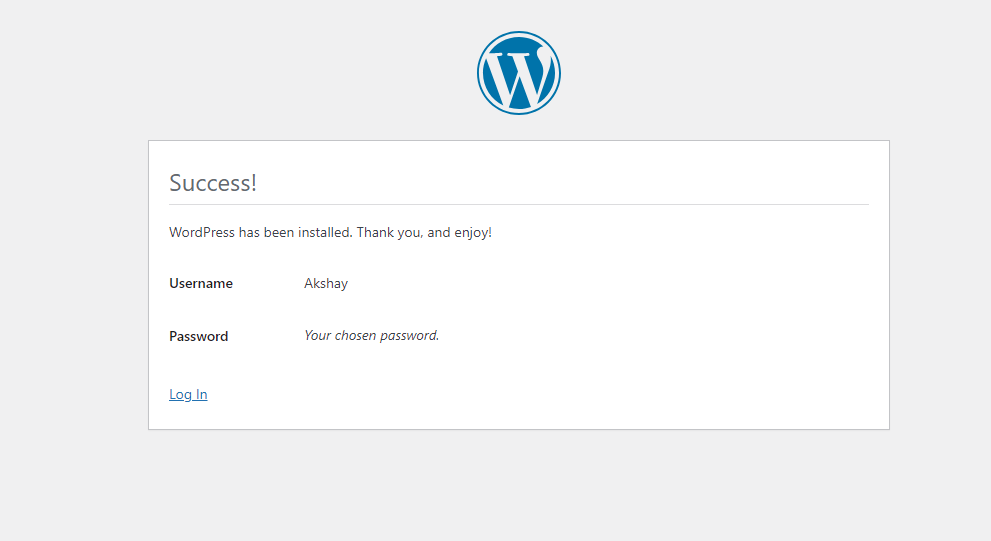 Success!
WordPress has been installed. Thank you, and enjoy!
Username Akshay
Password Your chosen password.
Log In